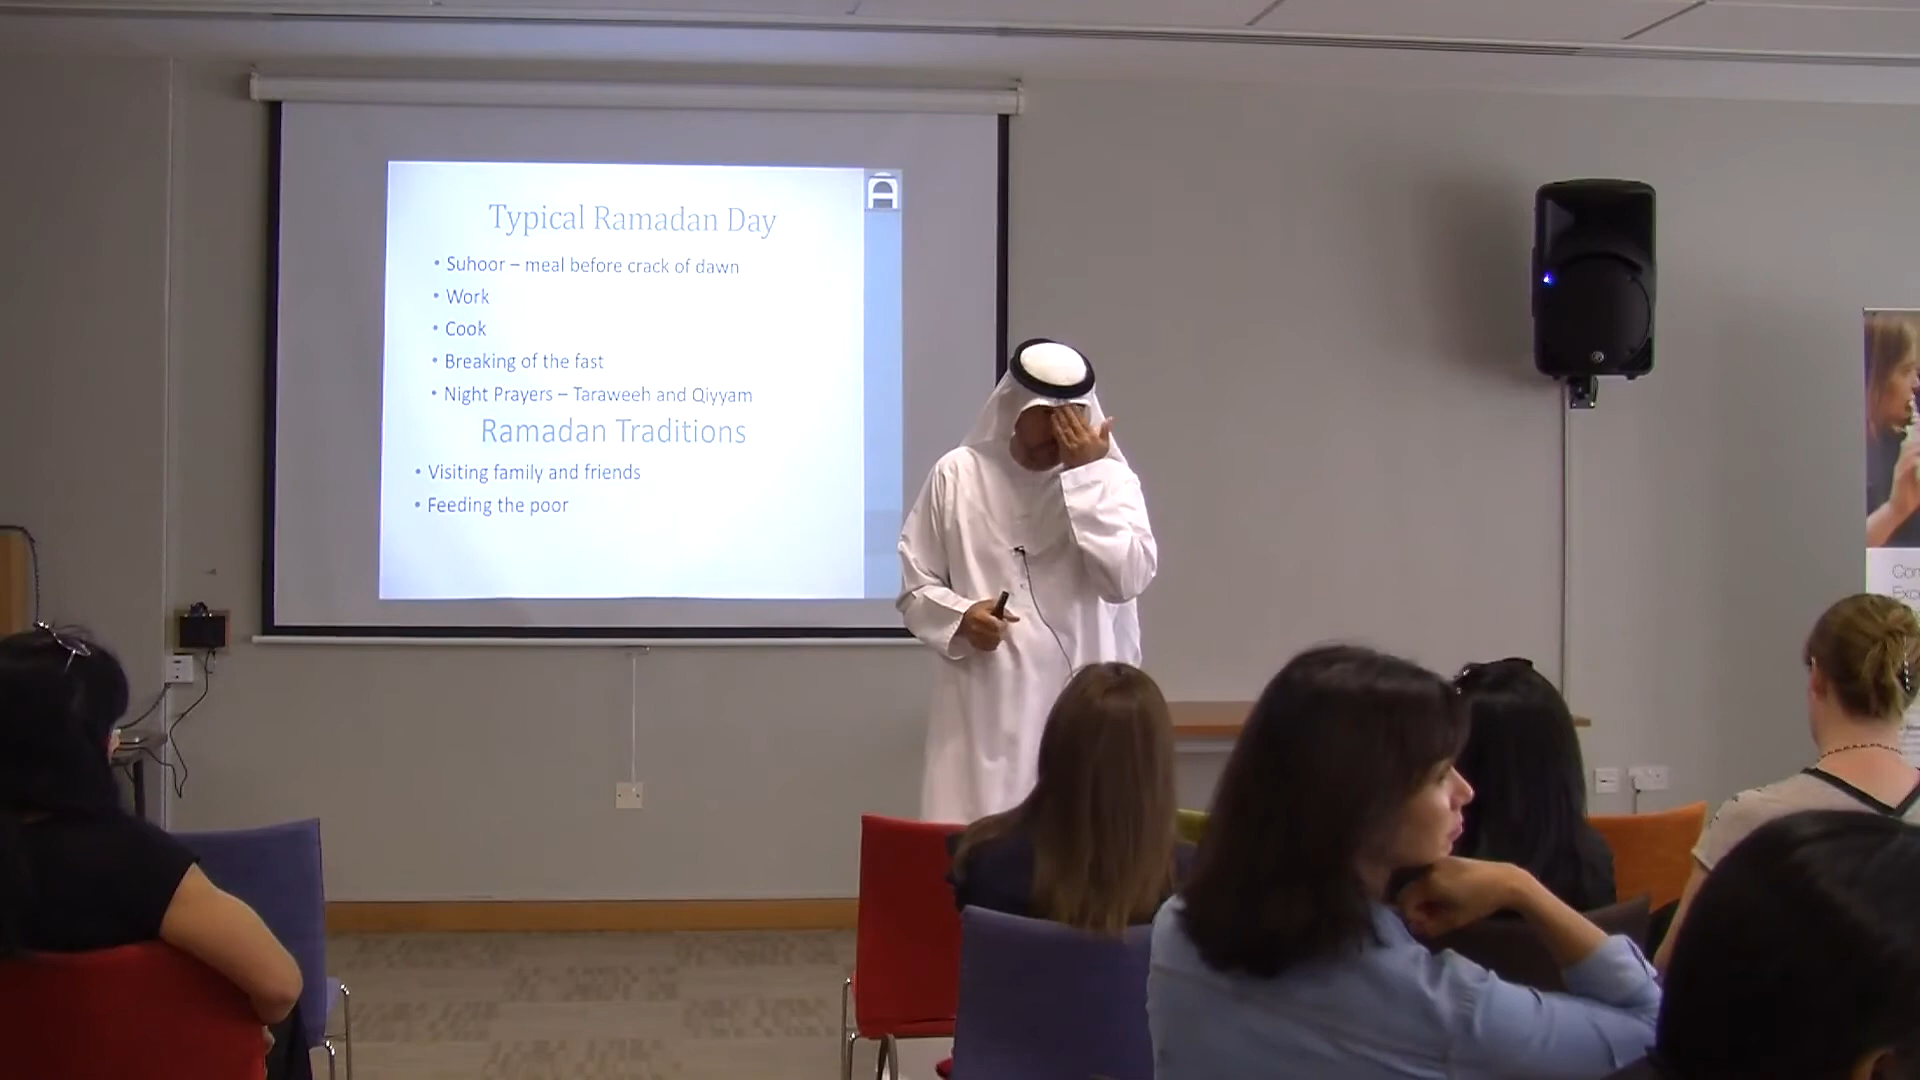 Typical Ramadan Day
• Suhoor – meal before crack of dawn
• Work
• Cook
• Breaking of the fast
• Night Prayers – Taraweeh and Qiyyam
Ramadan Traditions
• Visiting family and friends
• Feeding the poor